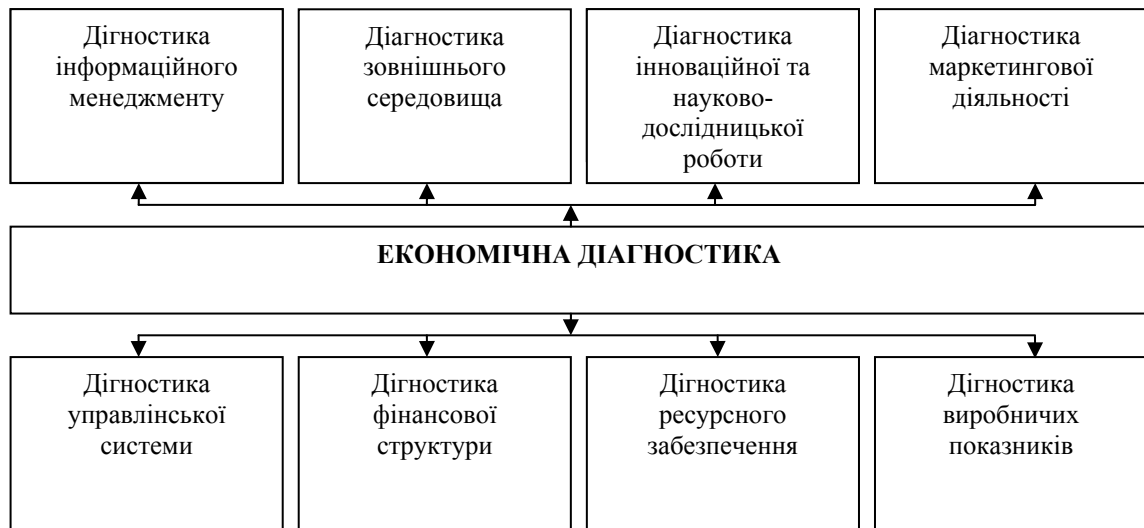 Дігностика
інформаційного
менеджменту
Діагностика
зовнішнього
середовища
Діагностика
інноваційної та
науково-
дослідницької
роботи
Діагностика
маркетингової
діяльності
ЕКОНОМІЧНА ДІАГНОСТИКА
Дігностика
управлінської
системи
Дігностика
фінансової
структури
Дігностика
ресурсного
забезпечення
Дігностика
виробничих
показників